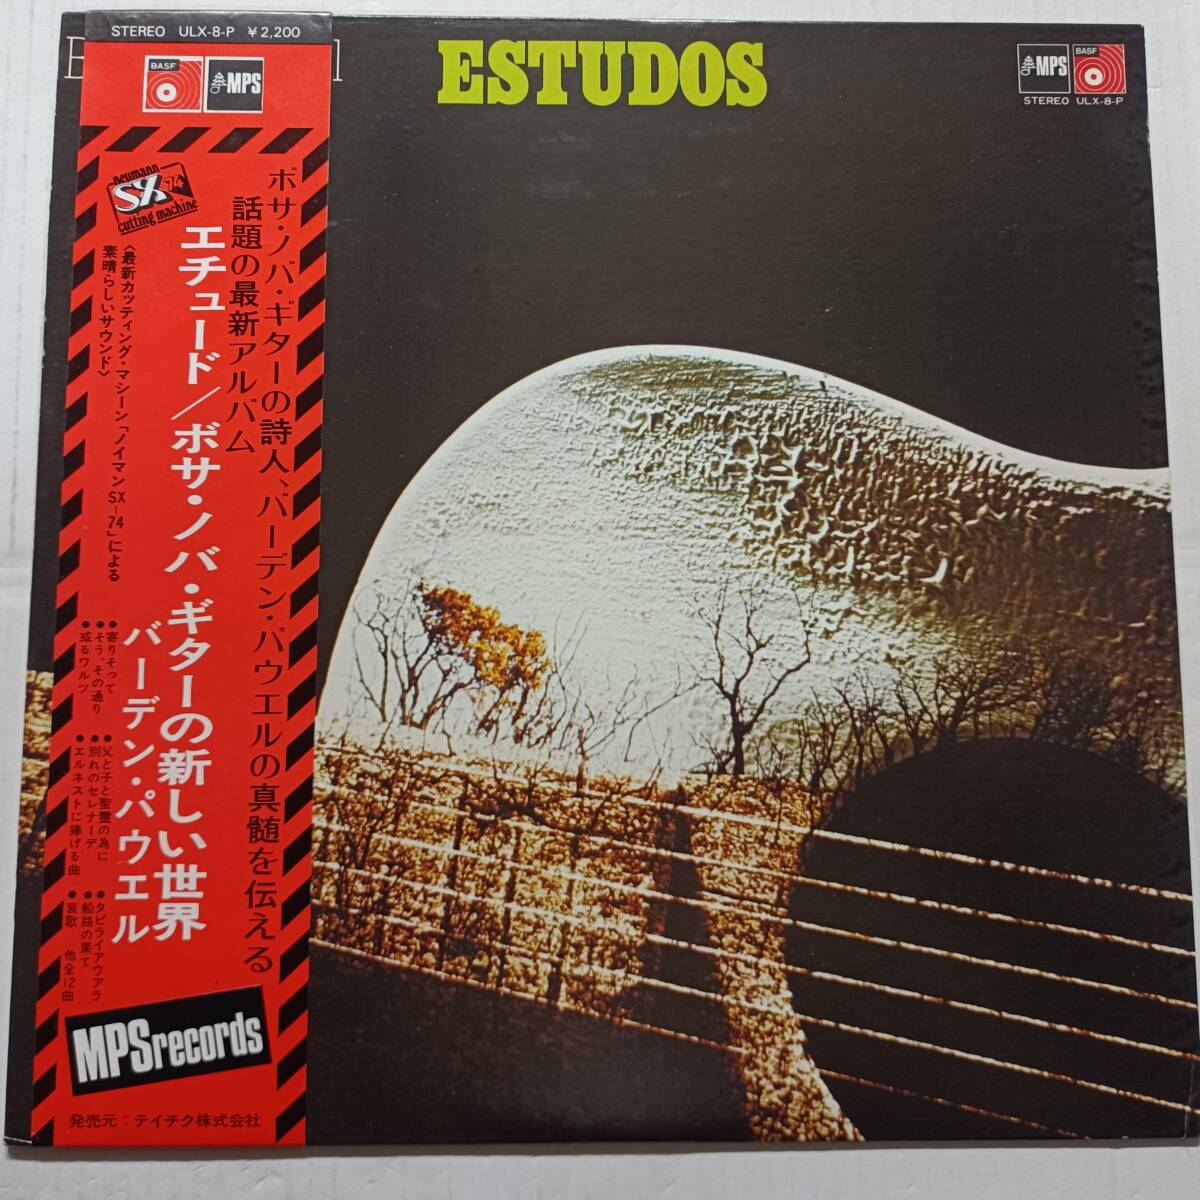 STEREO ULX-8-P ¥2,200
BASF
MPS
ESTUDOS
MPS
BASF
STEREO ULX-8-P
neumann
SX 74
cutting machine
ボサ・ノバ・ギターの詩人、バーデン・パウエルの真髄を伝える
話題の最新アルバム
エチュード/ボサ・ノバ・ギターの新しい世界
バーデン・パウエル
〈最新カッティング・マシーン「ノイマンSX-74」による
素晴らしいサウンド〉
●寄りそって
●そう、その通り
●或るワルツ
●父と子と聖霊の為に
●別れのセレナーデ
●エルネストに捧げる曲
●タピライアウアラ
●船路の果て
●哀歌 他全12曲
MPSrecords
発売元:テイチク株式会社